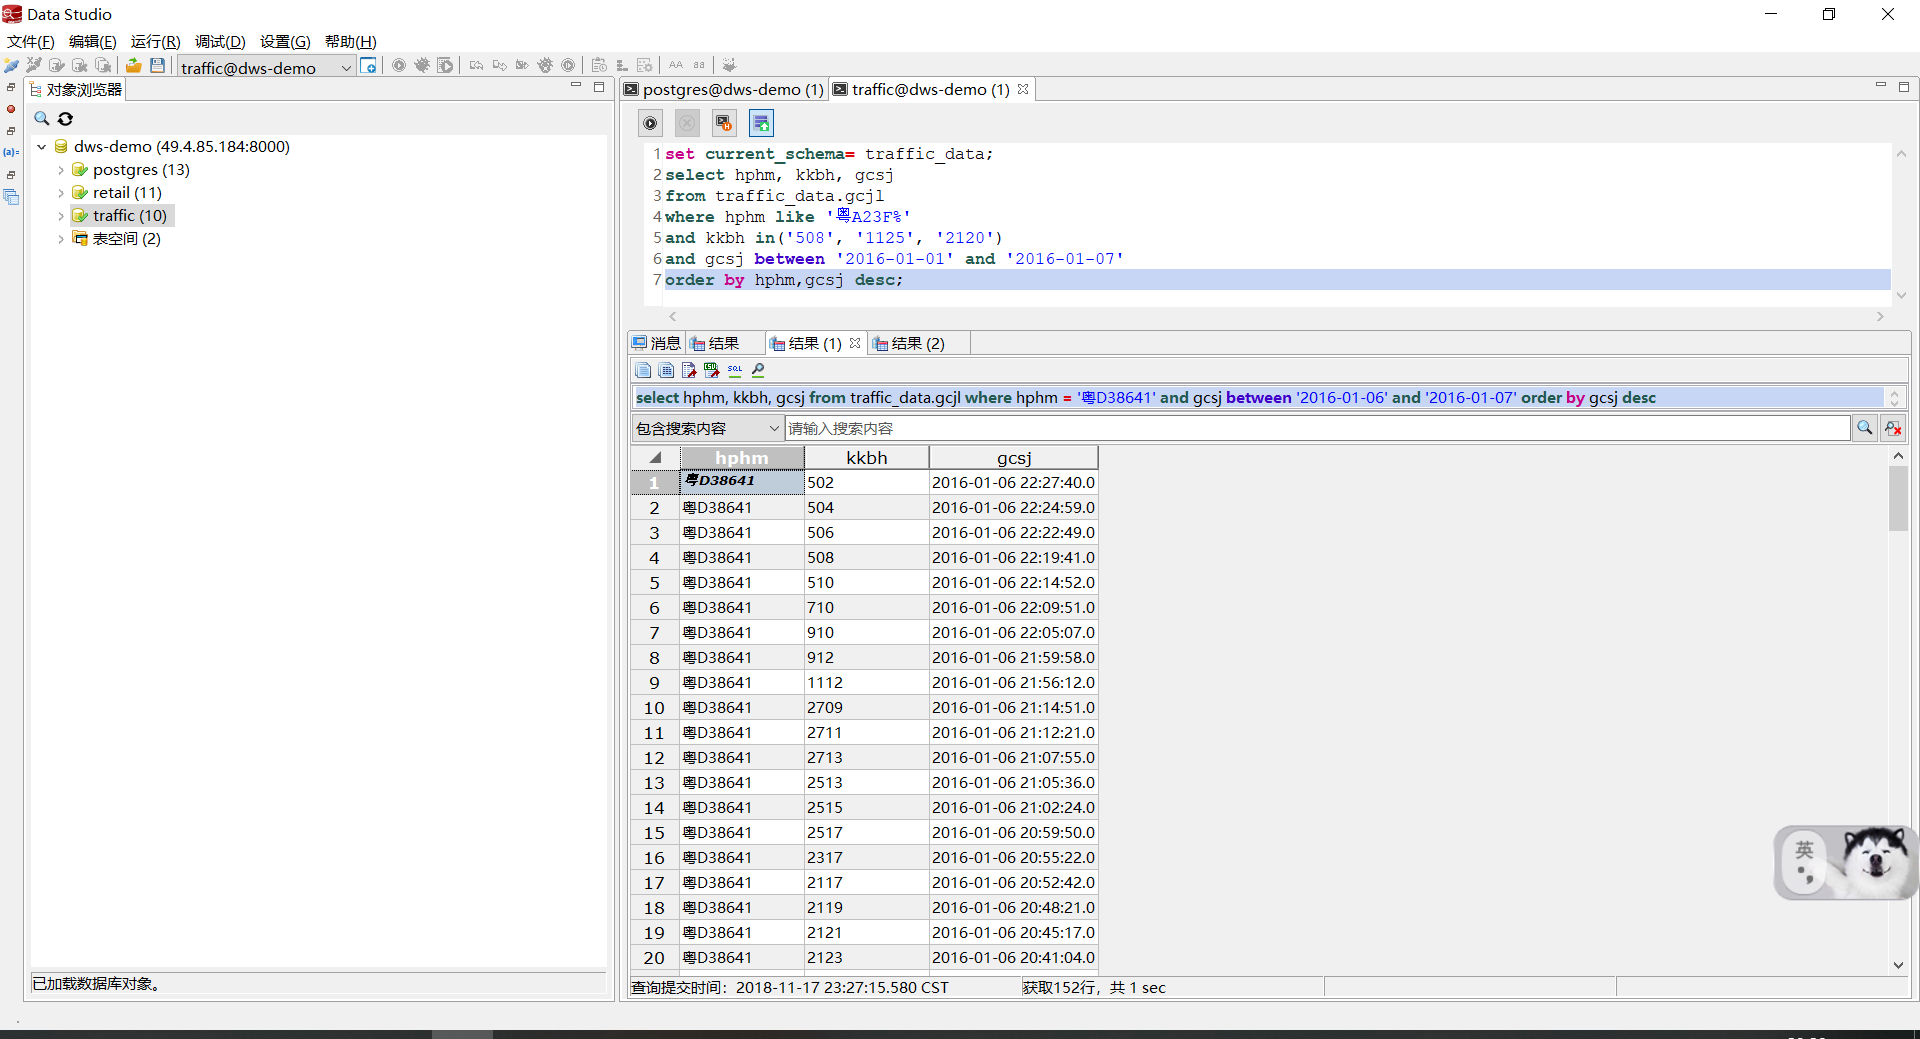 Data Studio
文件(F) 编辑(E) 运行(R) 调试(D) 设置(G) 帮助(H)
traffic@dws-demo
对象浏览器
dws-demo (49.4.85.184:8000)
postgres (13)
retail (11)
traffic (10)
表空间 (2)
已加载数据库对象。
postgres@dws-demo (1) traffic@dws-demo (1)
1 set current_schema= traffic_data;
2 select hphm, kkbh, gcsj
3 from traffic_data.gcjl
4 where hphm like '粤A23F%'
5 and kkbh in('508', '1125', '2120')
6 and gcsj between '2016-01-01' and '2016-01-07'
7 order by hphm,gcsj desc;
消息 结果 结果 (1) 结果 (2)
select hphm, kkbh, gcsj from traffic_data.gcjl where hphm = '粤D38641' and gcsj between '2016-01-06' and '2016-01-07' order by gcsj desc
包含搜索内容 请输入搜索内容
hphm kkbh gcsj
1 粤D38641 502 2016-01-06 22:27:40.0
2 粤D38641 504 2016-01-06 22:24:59.0
3 粤D38641 506 2016-01-06 22:22:49.0
4 粤D38641 508 2016-01-06 22:19:41.0
5 粤D38641 510 2016-01-06 22:14:52.0
6 粤D38641 710 2016-01-06 22:09:51.0
7 粤D38641 910 2016-01-06 22:05:07.0
8 粤D38641 912 2016-01-06 21:59:58.0
9 粤D38641 1112 2016-01-06 21:56:12.0
10 粤D38641 2709 2016-01-06 21:14:51.0
11 粤D38641 2711 2016-01-06 21:12:21.0
12 粤D38641 2713 2016-01-06 21:07:55.0
13 粤D38641 2513 2016-01-06 21:05:36.0
14 粤D38641 2515 2016-01-06 21:02:24.0
15 粤D38641 2517 2016-01-06 20:59:50.0
16 粤D38641 2317 2016-01-06 20:55:22.0
17 粤D38641 2117 2016-01-06 20:52:42.0
18 粤D38641 2119 2016-01-06 20:48:21.0
19 粤D38641 2121 2016-01-06 20:45:17.0
20 粤D38641 2123 2016-01-06 20:41:04.0
查询提交时间：2018-11-17 23:27:15.580 CST 获取152行，共 1 sec
英